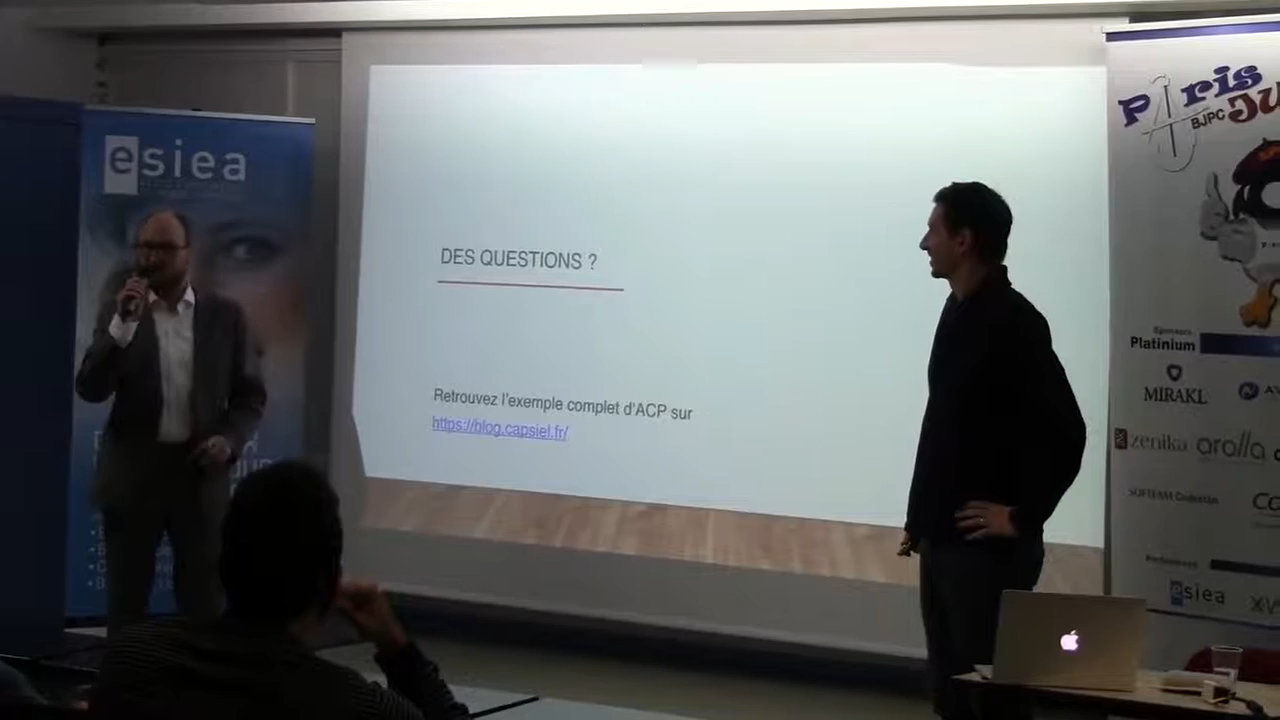 esiea
DES QUESTIONS ?
Retrouvez l'exemple complet d'ACP sur
https://blog.capsiel.fr/
Paris
BJPC
Sponsors
Platinium
MIRAKL
zenika arolla
SOFTEAM Cadextan
esiea